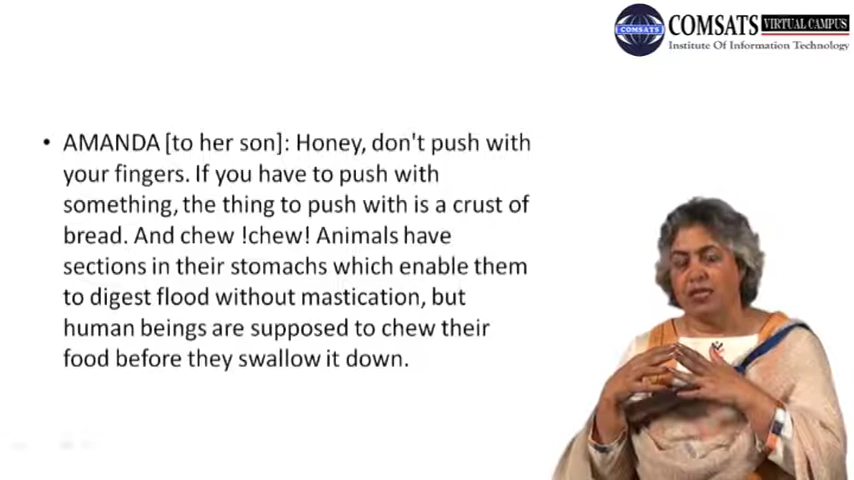 COMSATS
COMSATS VIRTUAL CAMPUS
Institute Of Information Technology
• AMANDA [to her son]: Honey, don't push with
your fingers. If you have to push with
something, the thing to push with is a crust of
bread. And chew !chew! Animals have
sections in their stomachs which enable them
to digest flood without mastication, but
human beings are supposed to chew their
food before they swallow it down.